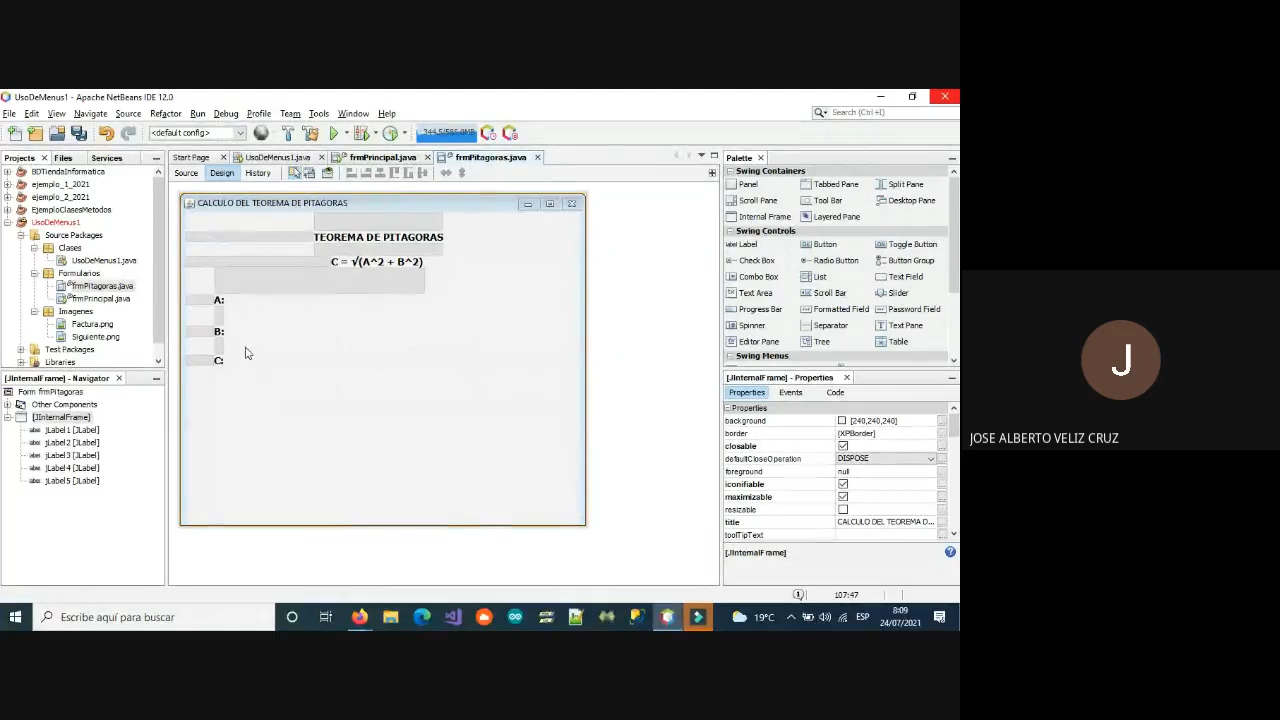 UsoDeMenus1 - Apache NetBeans IDE 12.0
File Edit View Navigate Source Refactor Run Debug Profile Team Tools Window Help
Search (Ctrl+I)
<default config>
344,5/585,0MB
Projects Files Services
BDTiendaInformatica
ejemplo_1_2021
ejemplo_2_2021
EjemploClasesMetodos
UsoDeMenus1
Source Packages
Clases
UsoDeMenus1.java
Formularios
frmPitagoras.java
frmPrincipal.java
Imagenes
Factura.png
Siguiente.png
Test Packages
Libraries
[JInternalFrame] - Navigator
Form frmPitagoras
Other Components
[JInternalFrame]
jLabel1 [JLabel]
jLabel2 [JLabel]
jLabel3 [JLabel]
jLabel4 [JLabel]
jLabel5 [JLabel]
Start Page UsoDeMenus1.java frmPrincipal.java frmPitagoras.java
Source Design History
CALCULO DEL TEOREMA DE PITAGORAS
TEOREMA DE PITAGORAS
C = √(A^2 + B^2)
A:
B:
C:
Palette
Swing Containers
Panel Tabbed Pane Split Pane
Scroll Pane Tool Bar Desktop Pane
Internal Frame Layered Pane
Swing Controls
Label Button Toggle Button
Check Box Radio Button Button Group
Combo Box List Text Field
Text Area Scroll Bar Slider
Progress Bar Formatted Field Password Field
Spinner Separator Text Pane
Editor Pane Tree Table
Swing Menus
[JInternalFrame] - Properties
Properties Events Code
Properties
background [240,240,240]
border [XPBorder]
closable
defaultCloseOperation DISPOSE
foreground null
iconifiable
maximizable
resizable
title CALCULO DEL TEOREMA D...
toolTipText
[JInternalFrame]
107:47
Escribe aquí para buscar
19°C
ESP
8:09
24/07/2021
J
JOSE ALBERTO VELIZ CRUZ